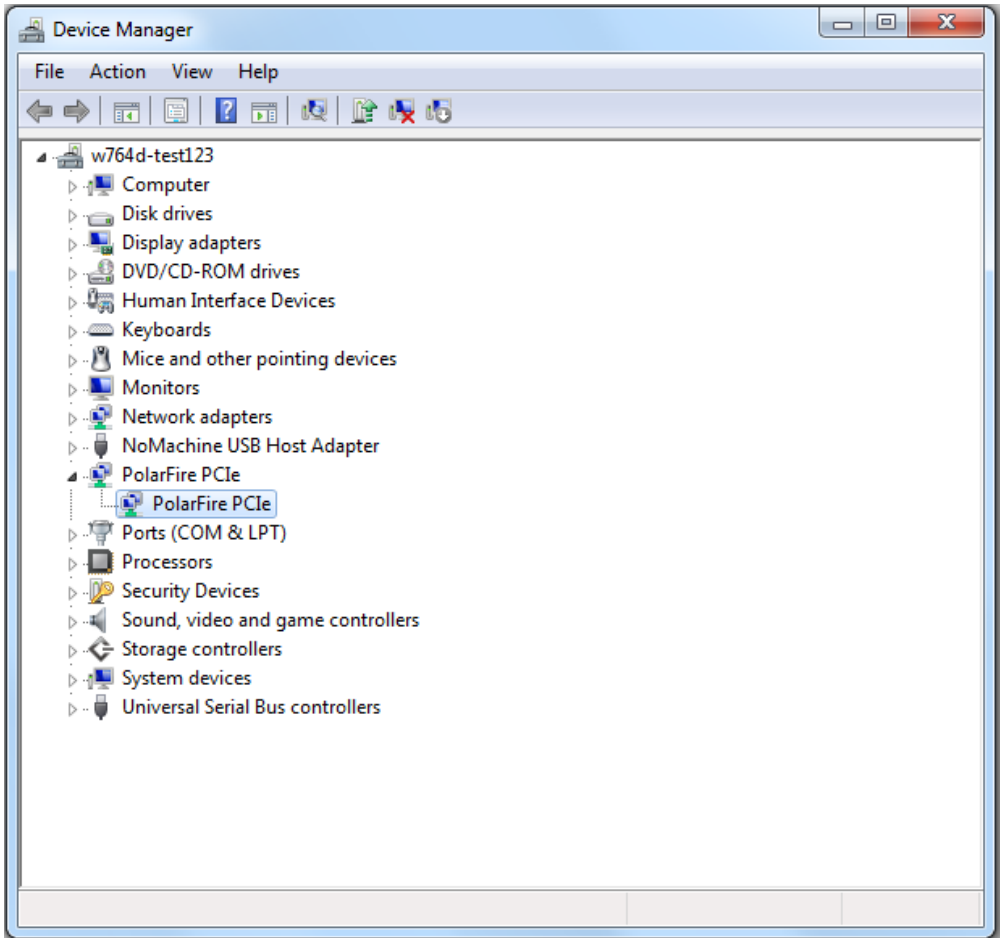 Device Manager
File Action View Help
w764d-test123
Computer
Disk drives
Display adapters
DVD/CD-ROM drives
Human Interface Devices
Keyboards
Mice and other pointing devices
Monitors
Network adapters
NoMachine USB Host Adapter
PolarFire PCIe
PolarFire PCIe
Ports (COM & LPT)
Processors
Security Devices
Sound, video and game controllers
Storage controllers
System devices
Universal Serial Bus controllers